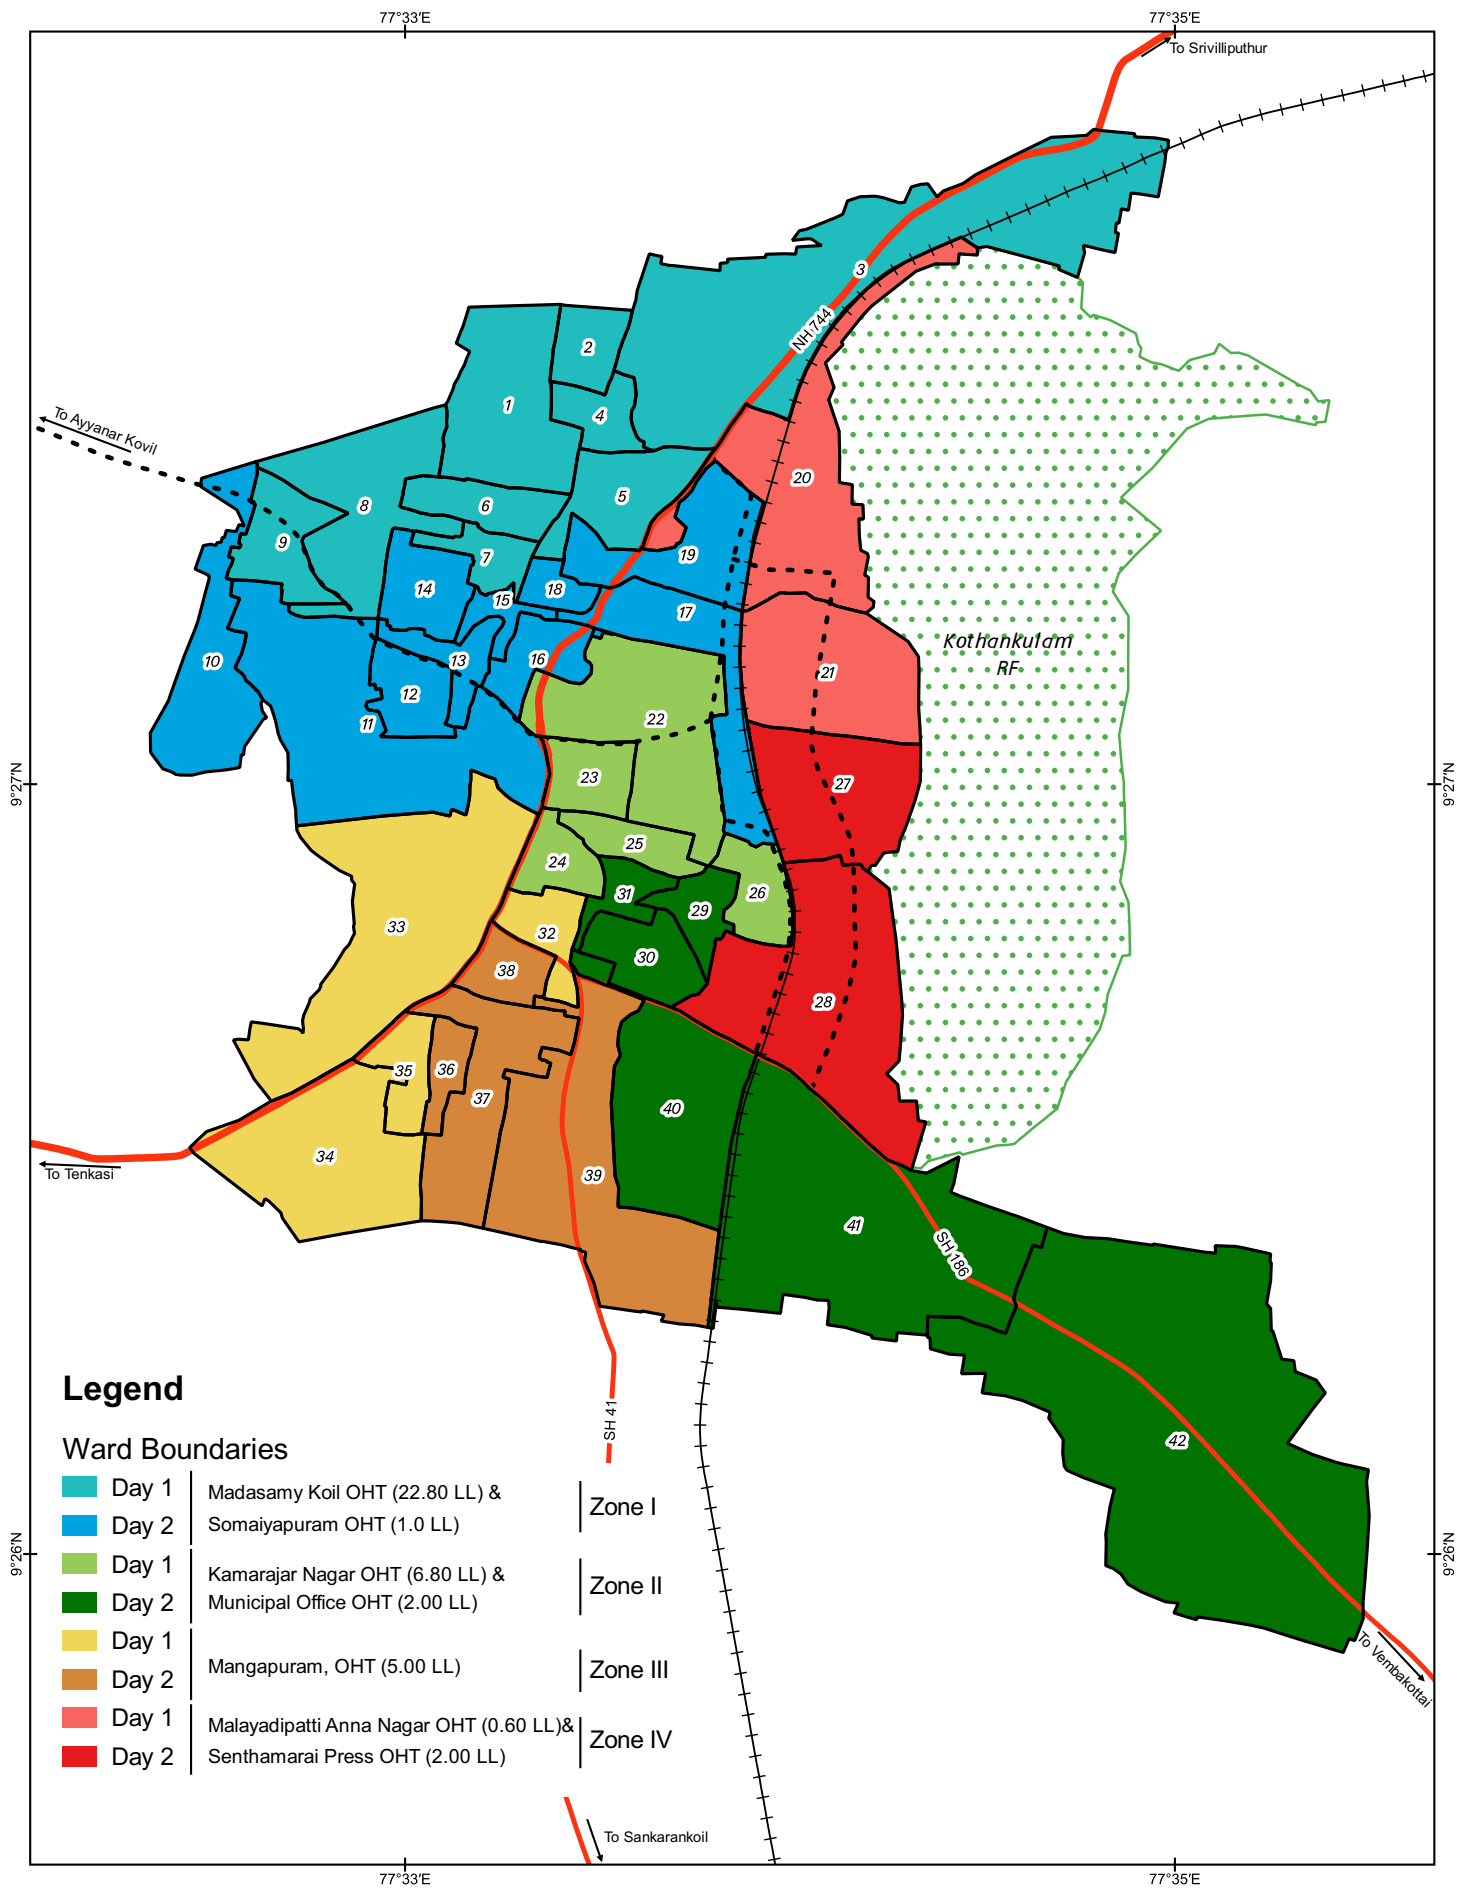 77°33'E
77°35'E
To Srivilliputhur
3
NH 744
2
1
4
To Ayyanar Kovil
20
8
6
5
9
7
19
14
18
15
17
Kothankulam
RF
10
13
16
21
12
11
22
9°27'N
23
27
9°27'N
25
24
31
26
29
33
32
30
38
28
35
36
37
40
34
39
To Tenkasi
41
SH 186
42
SH 41
Legend
Ward Boundaries
Day 1
Madasamy Koil OHT (22.80 LL) &
Zone I
Day 2
Somaiyapuram OHT (1.0 LL)
Day 1
Kamarajar Nagar OHT (6.80 LL) &
Zone II
Day 2
Municipal Office OHT (2.00 LL)
Day 1
Mangapuram, OHT (5.00 LL)
Zone III
Day 2
Day 1
Malayadipatti Anna Nagar OHT (0.60 LL)&
Zone IV
Day 2
Senthamarai Press OHT (2.00 LL)
9°26'N
9°26'N
To Vembakottai
To Sankarankoil
77°33'E
77°35'E